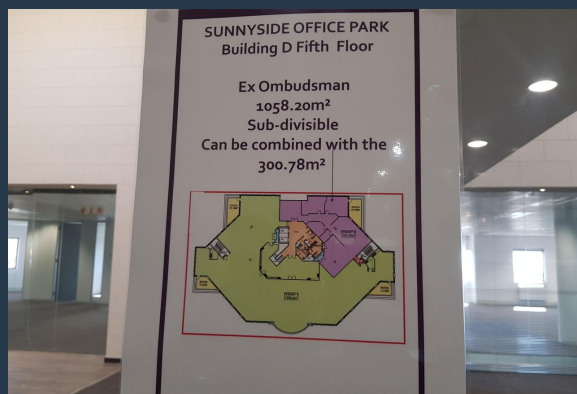 SUNNYSIDE OFFICE PARK
Building D Fifth Floor
Ex Ombudsman
1058.20m²
Sub-divisible
Can be combined with the
300.78m²